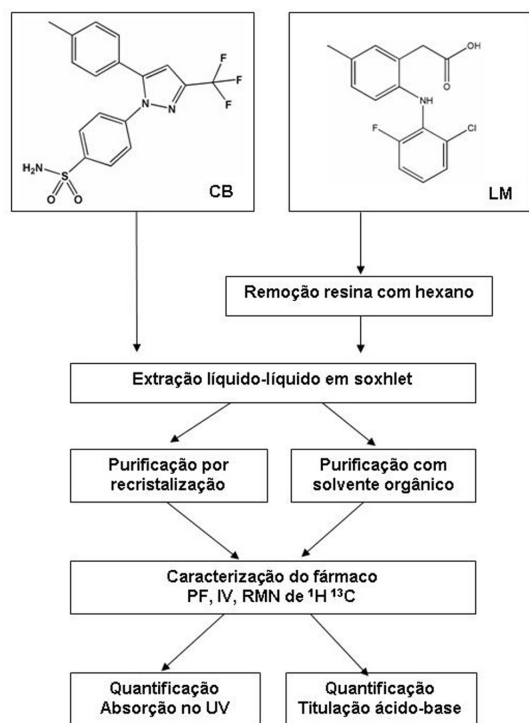 N
N
F
F
F
H₂N
S
O
O
CB
OH
O
NH
F
Cl
LM
Remoção resina com hexano
Extração líquido-líquido em soxhlet
Purificação por
recristalização
Purificação com
solvente orgânico
Caracterização do fármaco
PF, IV, RMN de ¹H ¹³C
Quantificação
Absorção no UV
Quantificação
Titulação ácido-base